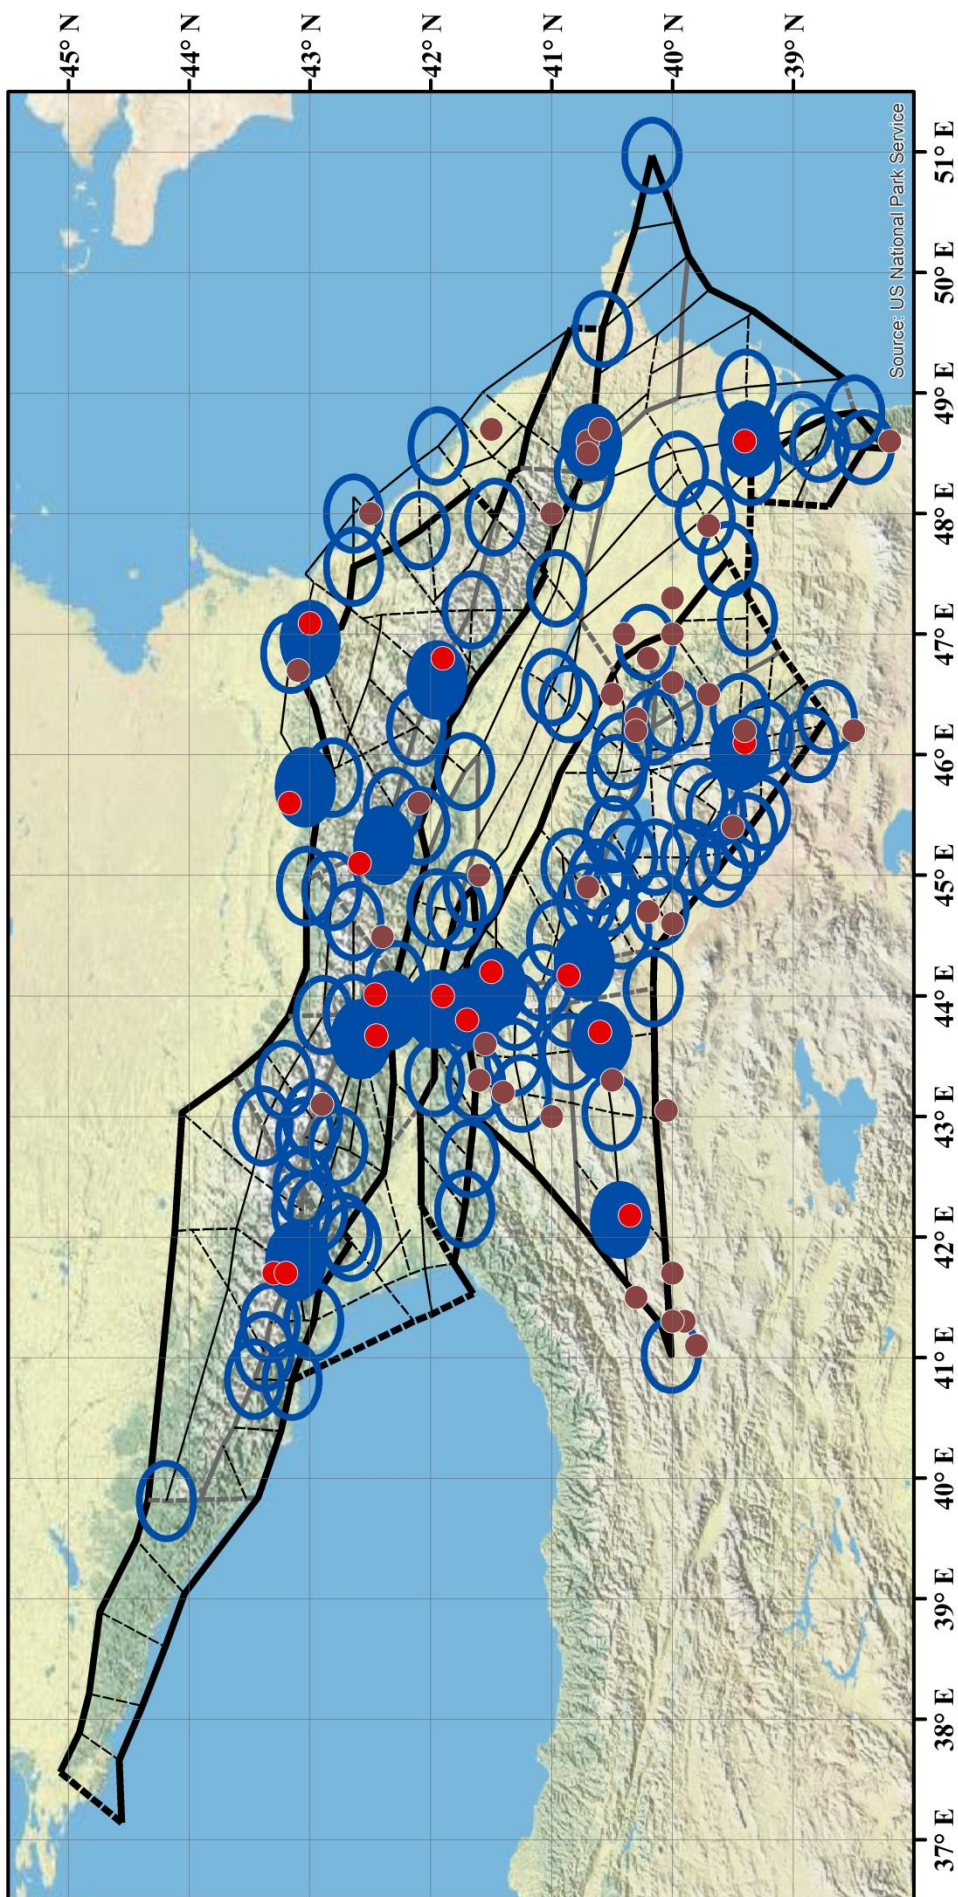 45° N
44° N
43° N
42° N
41° N
40° N
39° N
37° E
38° E
39° E
40° E
41° E
42° E
43° E
44° E
45° E
46° E
47° E
48° E
49° E
50° E
51° E
Source: US National Park Service